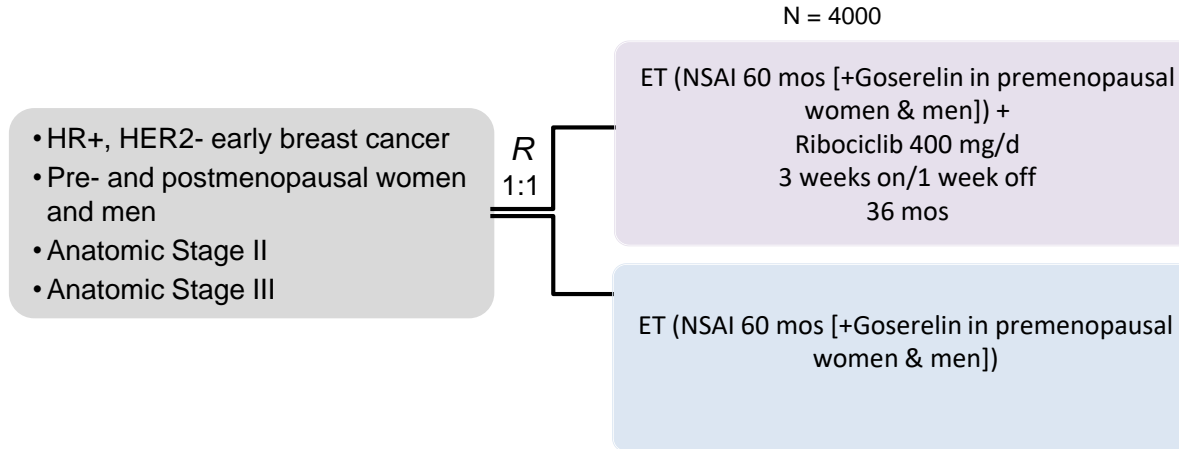 N = 4000
• HR+, HER2- early breast cancer
• Pre- and postmenopausal women
and men
• Anatomic Stage II
• Anatomic Stage III
R
1:1
ET (NSAI 60 mos [+Goserelin in premenopausal
women & men]) +
Ribociclib 400 mg/d
3 weeks on/1 week off
36 mos
ET (NSAI 60 mos [+Goserelin in premenopausal
women & men])